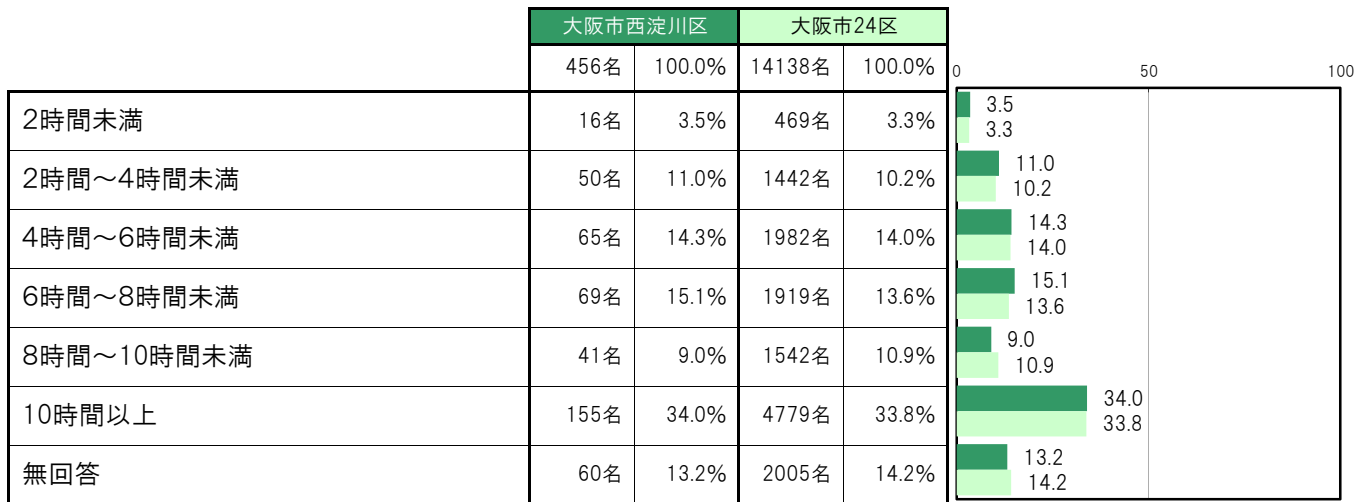 大阪市西淀川区 大阪市24区
456名 100.0% 14138名 100.0% 0 50 100
2時間未満 16名 3.5% 469名 3.3% 3.5
3.3
2時間～4時間未満 50名 11.0% 1442名 10.2% 11.0
10.2
4時間～6時間未満 65名 14.3% 1982名 14.0% 14.3
14.0
6時間～8時間未満 69名 15.1% 1919名 13.6% 15.1
13.6
8時間～10時間未満 41名 9.0% 1542名 10.9% 9.0
10.9
10時間以上 155名 34.0% 4779名 33.8% 34.0
33.8
無回答 60名 13.2% 2005名 14.2% 13.2
14.2